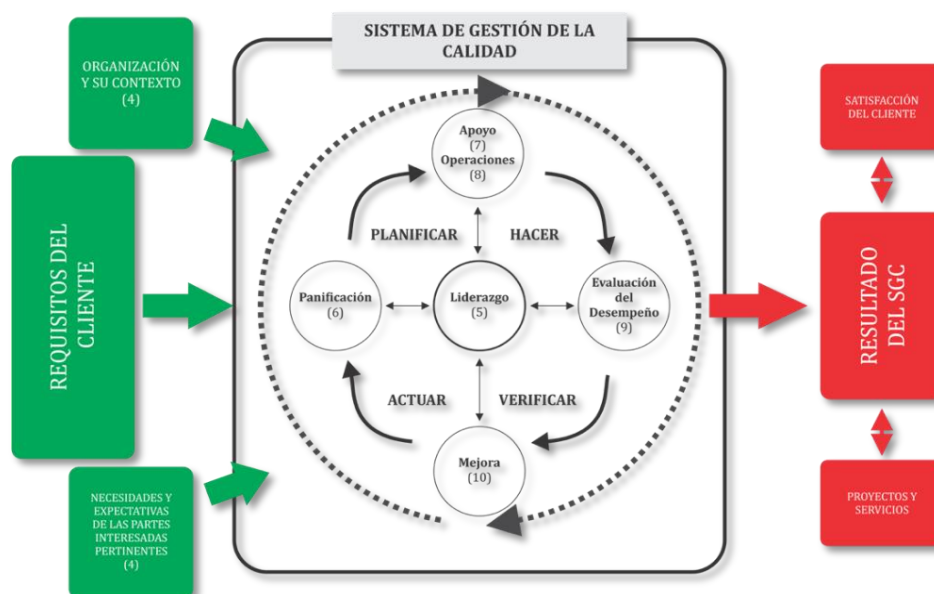 SISTEMA DE GESTIÓN DE LA
CALIDAD
ORGANIZACIÓN
Y SU CONTEXTO
(4)
REQUISITOS DEL
CLIENTE
NECESIDADES Y
EXPECTATIVAS
DE LAS PARTES
INTERESADAS
PERTINENTES
(4)
Apoyo
(7)
Operaciones
(8)
PLANIFICAR
HACER
Panificación
(6)
Liderazgo
(5)
Evaluación
del
Desempeño
(9)
ACTUAR
VERIFICAR
Mejora
(10)
SATISFACCIÓN
DEL CLIENTE
RESULTADO
DEL SGC
PROYECTOS Y
SERVICIOS